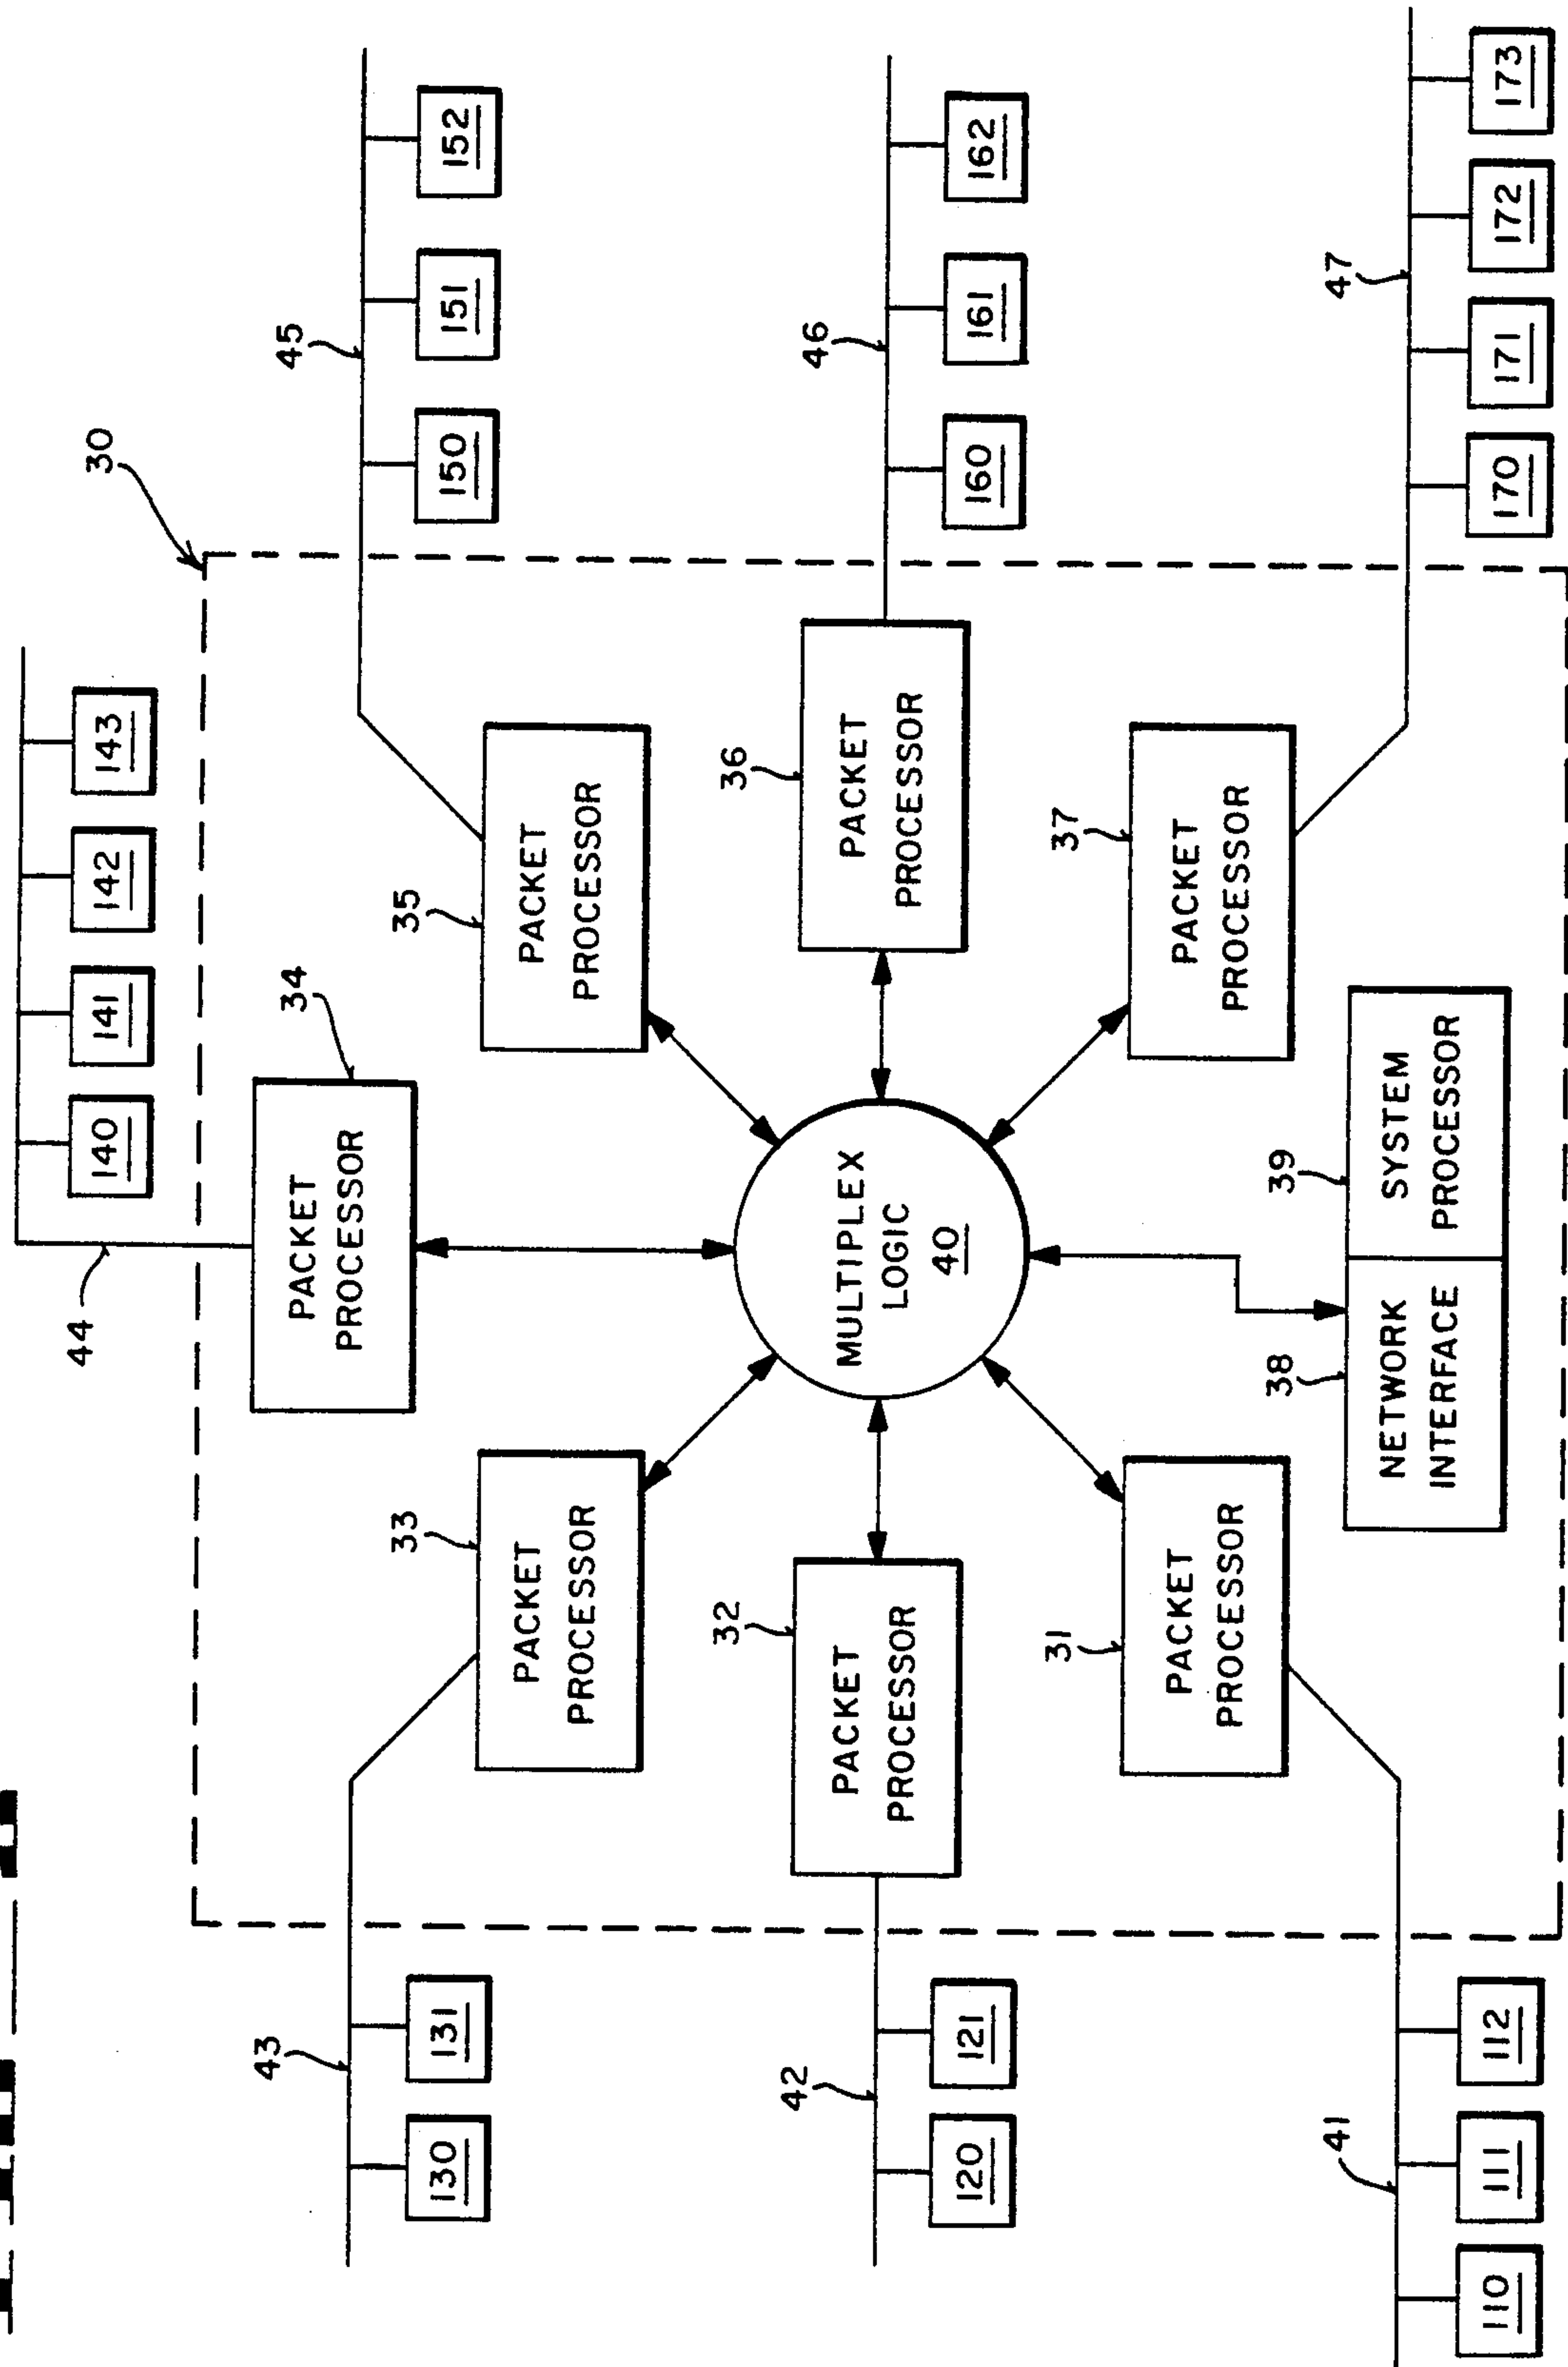 30
44
140
141
142
143
43
130
131
33
PACKET
PROCESSOR
34
PACKET
PROCESSOR
35
PACKET
PROCESSOR
45
150
151
152
42
120
121
32
PACKET
PROCESSOR
MULTIPLEX
LOGIC
40
36
PACKET
PROCESSOR
46
160
161
162
41
110
111
112
31
PACKET
PROCESSOR
38
NETWORK
INTERFACE
39
SYSTEM
PROCESSOR
37
PACKET
PROCESSOR
47
170
171
172
173